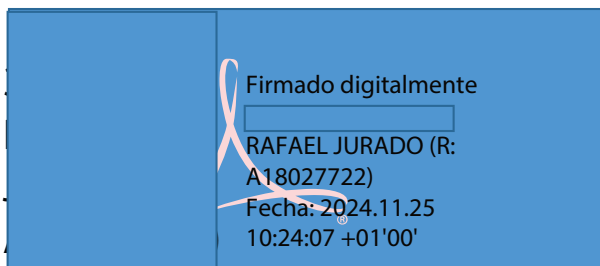 Firmado digitalmente
RAFAEL JURADO (R:
A18027722)
Fecha: 2024.11.25
10:24:07 +01'00'